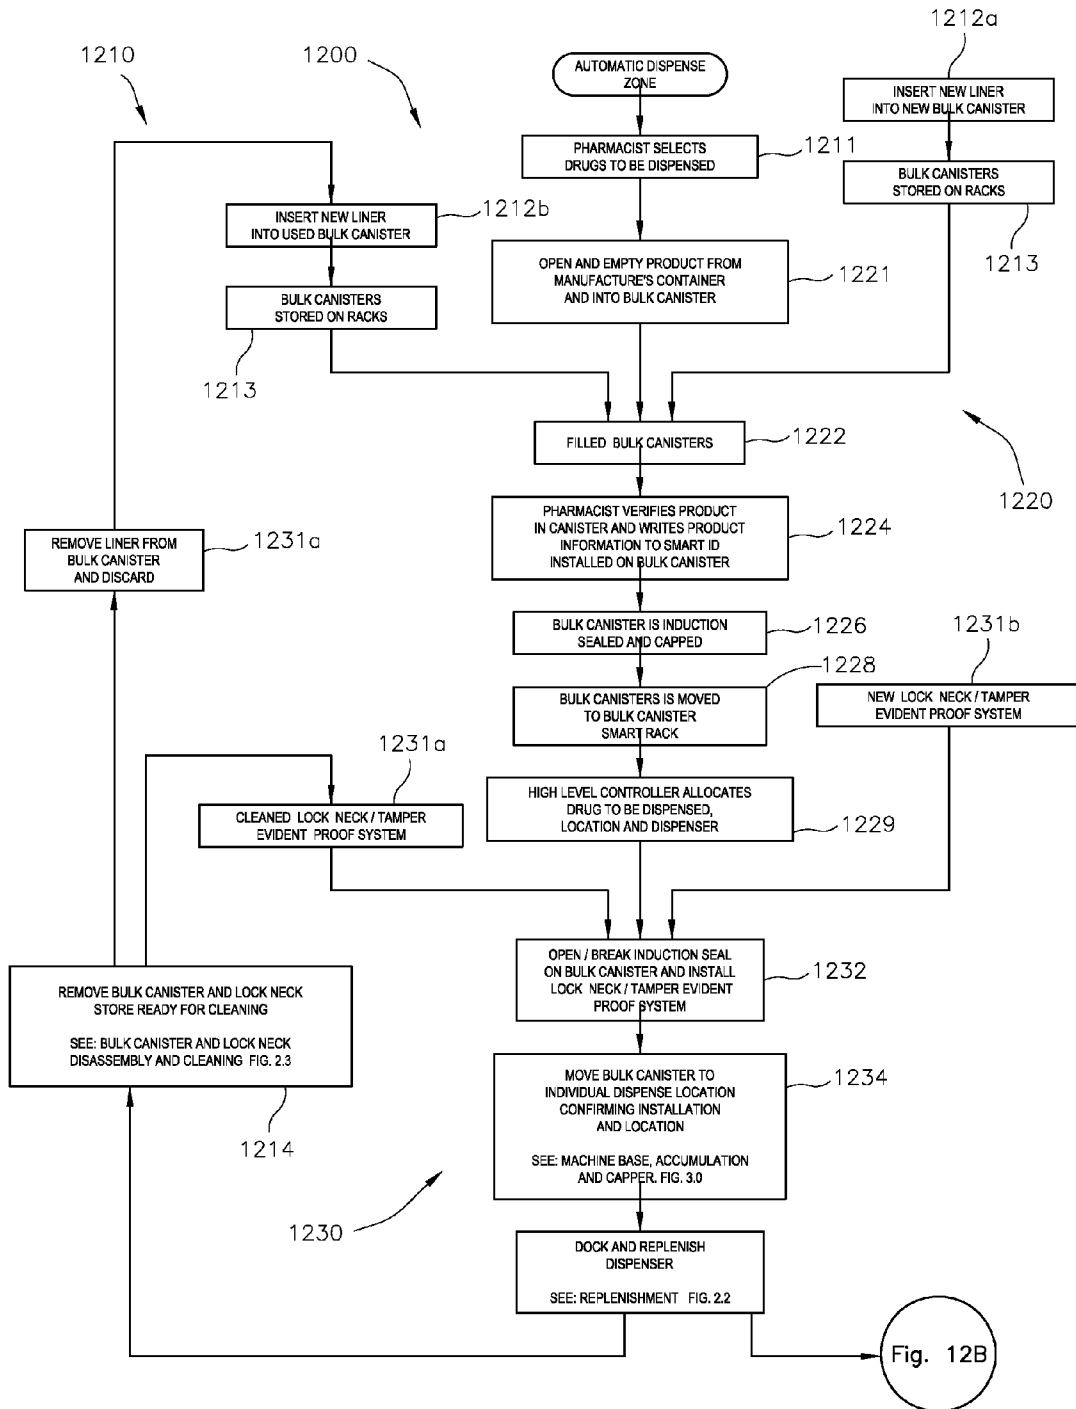 1210
1200
1212a
AUTOMATIC DISPENSE
ZONE
INSERT NEW LINER
INTO NEW BULK CANISTER
PHARMACIST SELECTS
DRUGS TO BE DISPENSED
1211
BULK CANISTERS
STORED ON RACKS
1213
INSERT NEW LINER
INTO USED BULK CANISTER
1212b
OPEN AND EMPTY PRODUCT FROM
MANUFACTURE'S CONTAINER
AND INTO BULK CANISTER
1221
BULK CANISTERS
STORED ON RACKS
1213
FILLED BULK CANISTERS
1222
1220
REMOVE LINER FROM
BULK CANISTER
AND DISCARD
1231a
PHARMACIST VERIFIES PRODUCT
IN CANISTER AND WRITES PRODUCT
INFORMATION TO SMART ID
INSTALLED ON BULK CANISTER
1224
BULK CANISTER IS INDUCTION
SEALED AND CAPPED
1226
1231b
BULK CANISTERS IS MOVED
TO BULK CANISTER
SMART RACK
1228
NEW LOCK NECK / TAMPER
EVIDENT PROOF SYSTEM
1231a
CLEANED LOCK NECK / TAMPER
EVIDENT PROOF SYSTEM
HIGH LEVEL CONTROLLER ALLOCATES
DRUG TO BE DISPENSED,
LOCATION AND DISPENSER
1229
REMOVE BULK CANISTER AND LOCK NECK
STORE READY FOR CLEANING
SEE: BULK CANISTER AND LOCK NECK
DISASSEMBLY AND CLEANING FIG. 2.3
1214
OPEN / BREAK INDUCTION SEAL
ON BULK CANISTER AND INSTALL
LOCK NECK / TAMPER EVIDENT
PROOF SYSTEM
1232
MOVE BULK CANISTER TO
INDIVIDUAL DISPENSE LOCATION
CONFIRMING INSTALLATION
AND LOCATION
SEE: MACHINE BASE, ACCUMULATION
AND CAPPER. FIG. 3.0
1234
1230
DOCK AND REPLENISH
DISPENSER
SEE: REPLENISHMENT FIG. 2.2
Fig. 12B